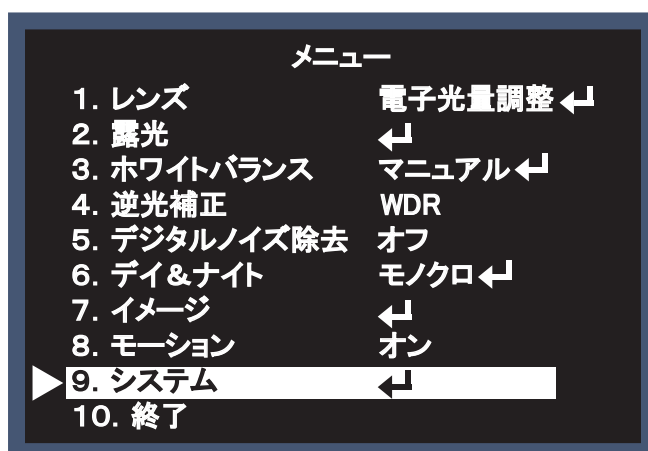 メニュー
1. レンズ 電子光量調整↵
2. 露光 ↵
3. ホワイトバランス マニュアル↵
4. 逆光補正 WDR
5. デジタルノイズ除去 オフ
6. デイ&ナイト モノクロ↵
7. イメージ ↵
8. モーション オン
9. システム ↵
10. 終了